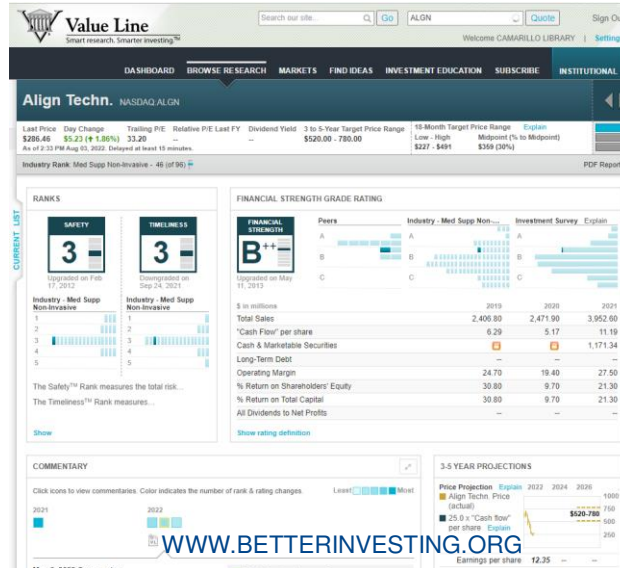 Value Line
Smart research. Smarter investing.™
Search our site.
Go
ALGN
Quote
Sign Ou
Welcome CAMARILLO LIBRARY | Setting
DASHBOARD BROWSE RESEARCH MARKETS FIND IDEAS INVESTMENT EDUCATION SUBSCRIBE INSTITUTIONAL
Align Techn. NASDAQ:ALGN
Last Price Day Change Trailing P/E Relative P/E Last FY Dividend Yield 3 to 5-Year Target Price Range
$286.46 $5.23 (↑ 1.86%) 33.20 -- -- $520.00 - 780.00
As of 2:33 PM Aug 03, 2022. Delayed at least 15 minutes.
18-Month Target Price Range Explain
Low - High Midpoint (% to Midpoint)
$227 - $491 $359 (30%)
Industry Rank: Med Supp Non-Invasive - 46 (of 96)
PDF Report
CURRENT LIST
RANKS
SAFETY
3
Upgraded on Feb
17, 2012
Industry - Med Supp
Non-Invasive
1
2
3
4
5
TIMELINESS
3
Downgraded on
Sep 24, 2021
Industry - Med Supp
Non-Invasive
1
2
3
4
5
The Safety™ Rank measures the total risk...
The Timeliness™ Rank measures...
Show
FINANCIAL STRENGTH GRADE RATING
FINANCIAL
STRENGTH
B++
Upgraded on May
11, 2013
Peers
A
B
C
Industry - Med Supp Non-...
A
B
C
Investment Survey Explain
A
B
C
$ in millions 2019 2020 2021
Total Sales 2,406.80 2,471.90 3,952.60
"Cash Flow" per share 6.29 5.17 11.19
Cash & Marketable Securities 1,171.34
Long-Term Debt -- -- --
Operating Margin 24.70 19.40 27.50
% Return on Shareholders' Equity 30.80 9.70 21.30
% Return on Total Capital 30.80 9.70 21.30
All Dividends to Net Profits -- -- --
Show rating definition
COMMENTARY
Click icons to view commentaries. Color indicates the number of rank & rating changes.
Least Most
2021 2022
3-5 YEAR PROJECTIONS
Price Projection Explain 2022 2024 2026
Align Techn. Price
(actual)
25.0 x "Cash flow"
per share Explain
1000
750
500
250
$520-780
Earnings per share 12.35 -- --
WWW.BETTERINVESTING.ORG